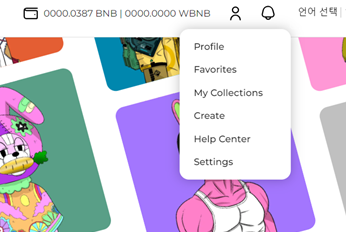 0000.0387 BNB | 0000.0000 WBNB
언어 선택
Profile
Favorites
My Collections
Create
Help Center
Settings